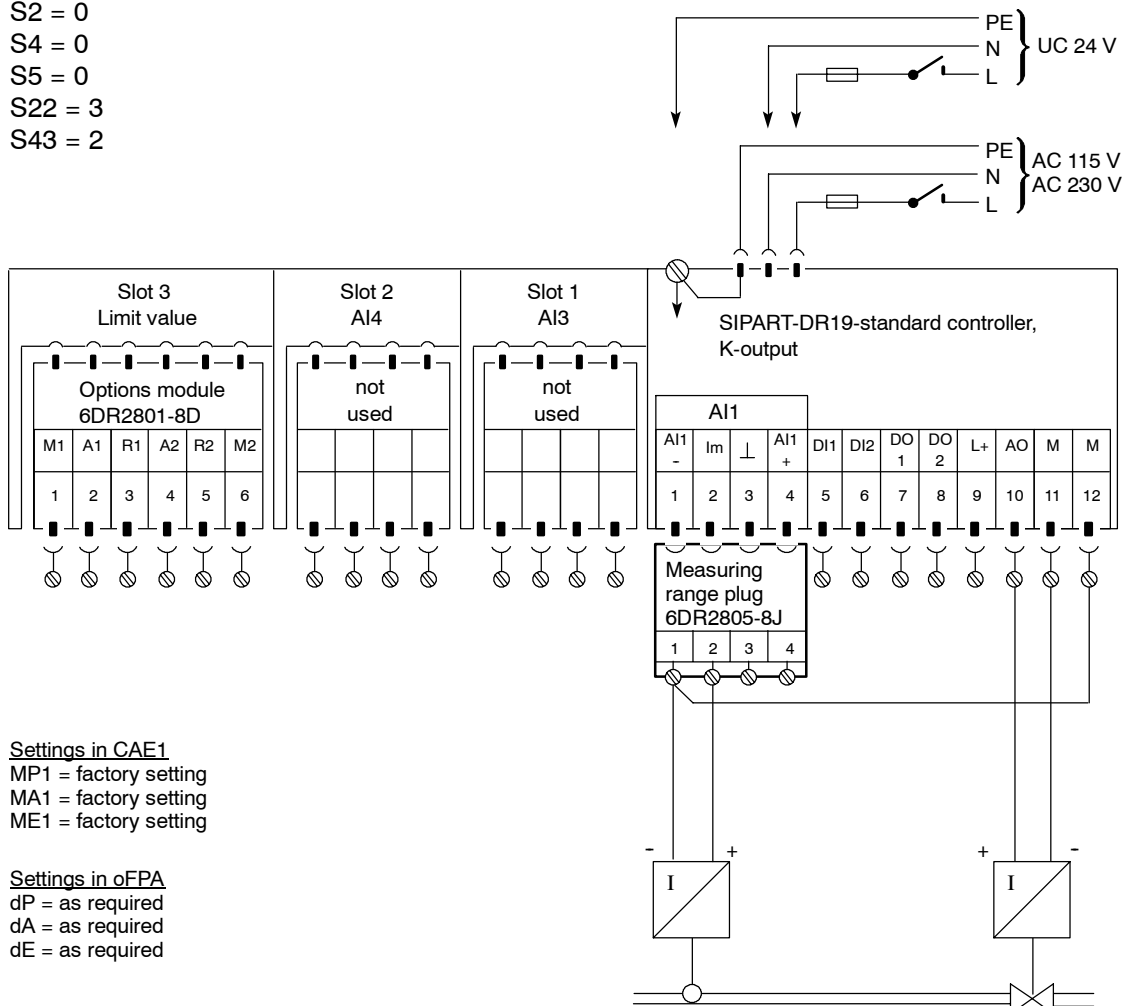 S2 = 0
S4 = 0
S5 = 0
S22 = 3
S43 = 2
PE
N
L
UC 24 V
PE
N
L
AC 115 V
AC 230 V
Slot 3
Limit value
Slot 2
AI4
Slot 1
AI3
SIPART-DR19-standard controller,
K-output
Options module
6DR2801-8D
not
used
not
used
AI1
M1 A1 R1 A2 R2 M2
AI1 - Im ⊥ AI1 + DI1 DI2 DO 1 DO 2 L+ AO M M
1 2 3 4 5 6
1 2 3 4 5 6 7 8 9 10 11 12
Measuring
range plug
6DR2805-8J
1 2 3 4
Settings in CAE1
MP1 = factory setting
MA1 = factory setting
ME1 = factory setting
- +
+ -
I
I
Settings in oFPA
dP = as required
dA = as required
dE = as required